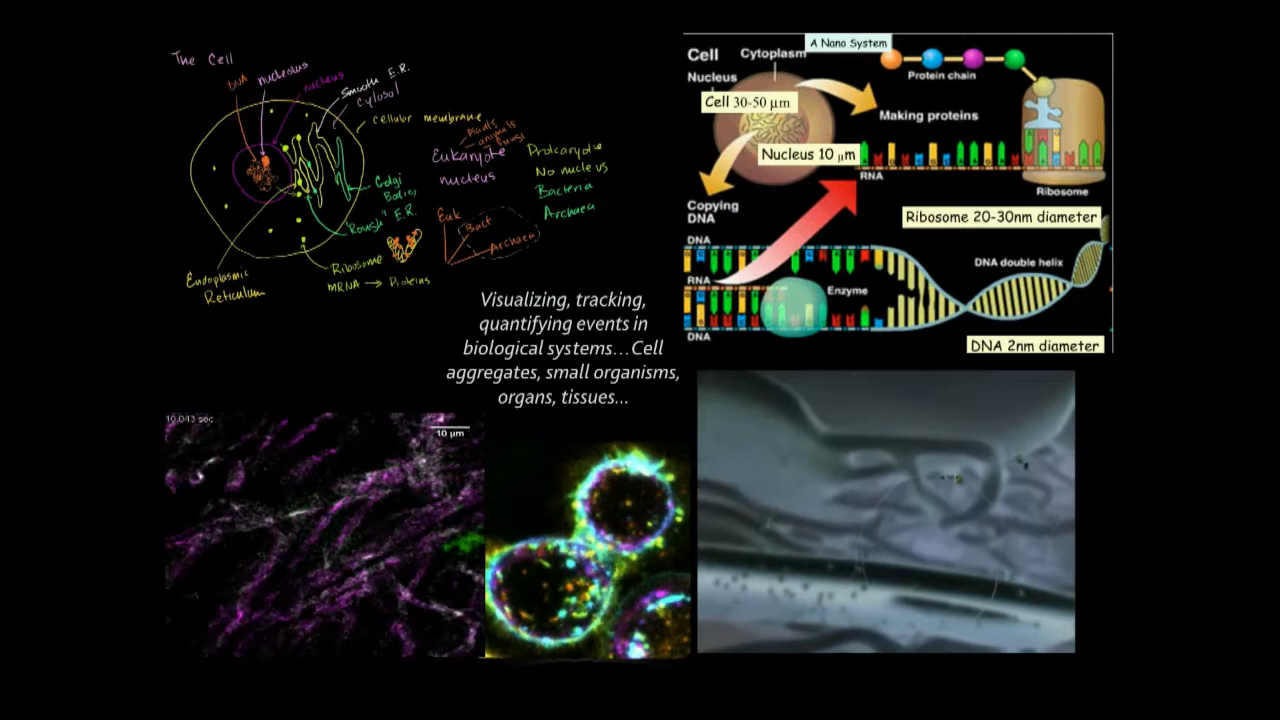 The Cell
DNA
nucleolus
nucleus
Smooth E.R.
Cytosol
cellular membrane
Golgi
Bodies
"Rough" E.R.
Ribosome
mRNA → Proteins
Endoplasmic
Reticulum
- Plants
- animals
- fungi
Eukaryote
nucleus
Prokaryote
No nucleus
Bacteria
Archaea
Euk
Bact
Archaea
A Nano System
Cell
Cytoplasm
Nucleus
Cell 30-50 μm
Protein chain
Making proteins
Nucleus 10 μm
RNA
Ribosome
Copying
DNA
Ribosome 20-30nm diameter
DNA
DNA double helix
RNA
Enzyme
DNA
DNA 2nm diameter
Visualizing, tracking,
quantifying events in
biological systems...Cell
aggregates, small organisms,
organs, tissues...
10.043 sec
10 μm